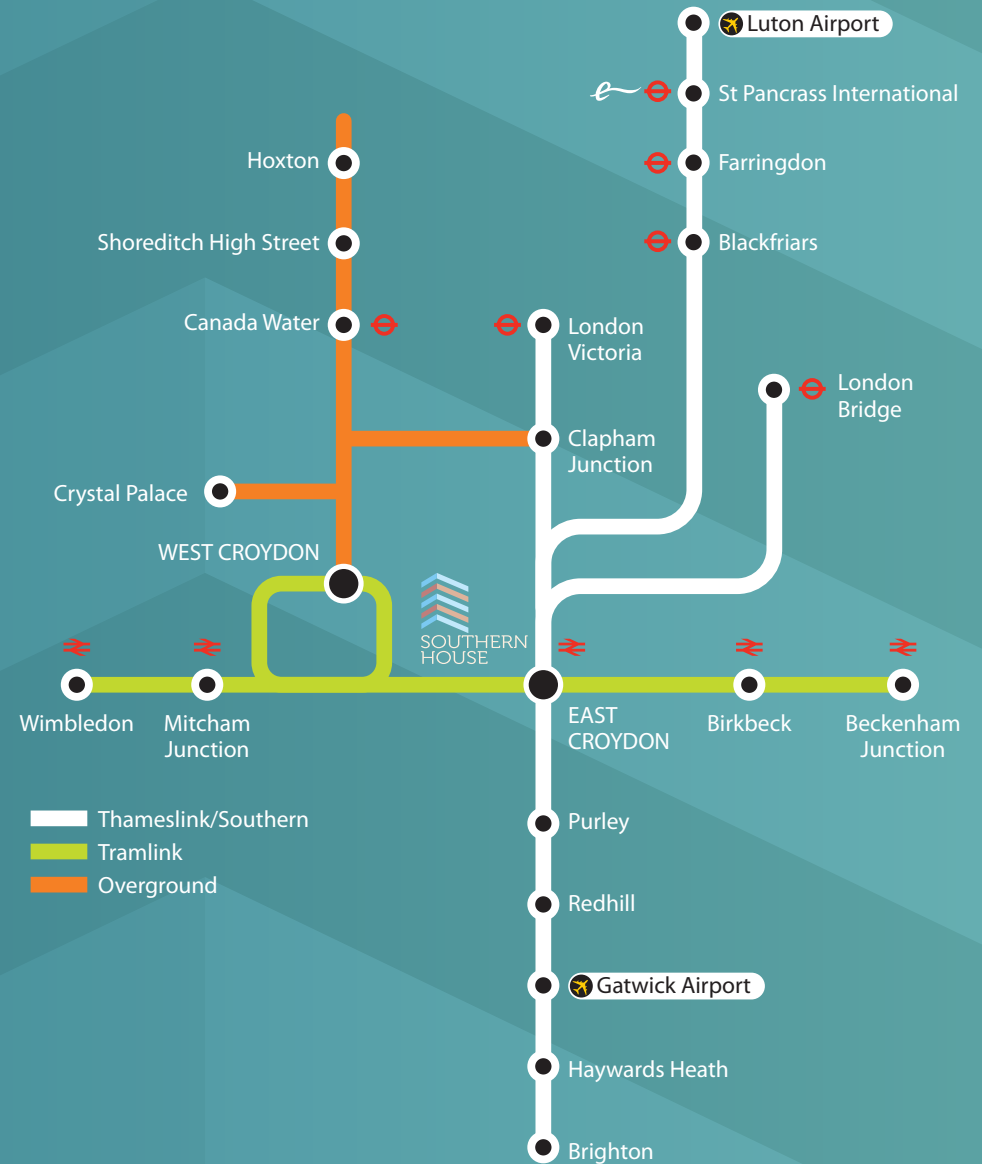 Luton Airport
St Pancrass International
Farringdon
Blackfriars
Hoxton
Shoreditch High Street
Canada Water
London
Victoria
London
Bridge
Clapham
Junction
Crystal Palace
WEST CROYDON
SOUTHERN
HOUSE
Wimbledon
Mitcham
Junction
EAST
CROYDON
Birkbeck
Beckenham
Junction
Thameslink/Southern
Tramlink
Overground
Purley
Redhill
Gatwick Airport
Haywards Heath
Brighton